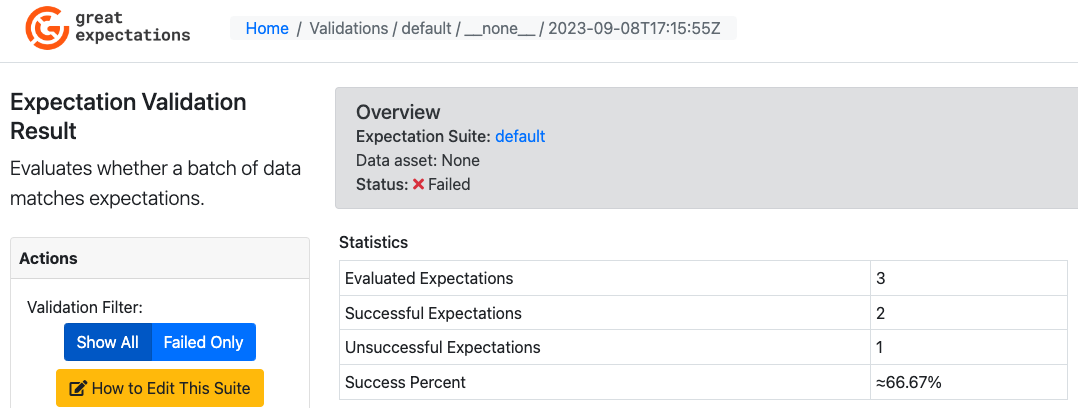 great
expectations
Home / Validations / default / __none__ / 2023-09-08T17:15:55Z
Expectation Validation
Result
Evaluates whether a batch of data
matches expectations.
Actions
Validation Filter:
Show All Failed Only
How to Edit This Suite
Overview
Expectation Suite: default
Data asset: None
Status: ❌ Failed
Statistics
Evaluated Expectations 3
Successful Expectations 2
Unsuccessful Expectations 1
Success Percent ≈66.67%